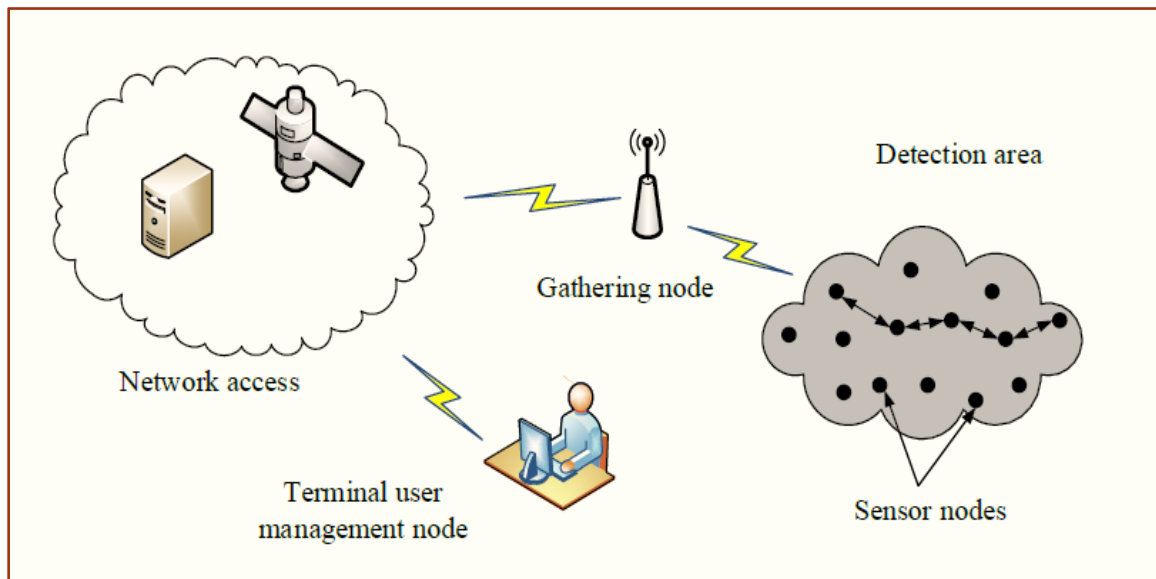 Detection area
Gathering node
Network access
Terminal user
management node
Sensor nodes